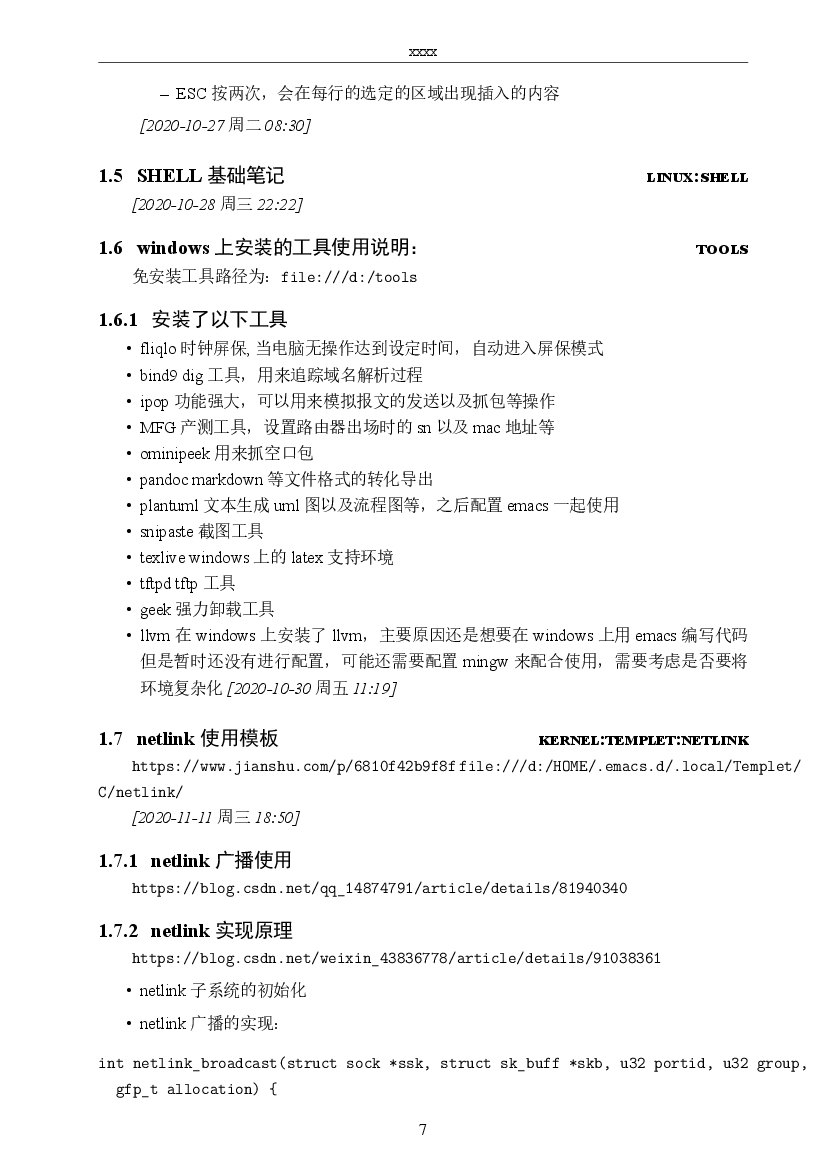 xxxx
– ESC 按两次，会在每行的选定的区域出现插入的内容
[2020-10-27 周二 08:30]
1.5 SHELL 基础笔记 LINUX:SHELL
[2020-10-28 周三 22:22]
1.6 windows 上安装的工具使用说明： TOOLS
免安装工具路径为：file:///d:/tools
1.6.1 安装了以下工具
• fliqlo 时钟屏保, 当电脑无操作达到设定时间，自动进入屏保模式
• bind9 dig 工具，用来追踪域名解析过程
• ipop 功能强大，可以用来模拟报文的发送以及抓包等操作
• MFG 产测工具，设置路由器出场时的 sn 以及 mac 地址等
• ominipeek 用来抓空口包
• pandoc markdown 等文件格式的转化导出
• plantuml 文本生成 uml 图以及流程图等，之后配置 emacs 一起使用
• snipaste 截图工具
• texlive windows 上的 latex 支持环境
• tftpd tftp 工具
• geek 强力卸载工具
• llvm 在 windows 上安装了 llvm，主要原因还是想要在 windows 上用 emacs 编写代码
但是暂时还没有进行配置，可能还需要配置 mingw 来配合使用，需要考虑是否要将
环境复杂化 [2020-10-30 周五 11:19]
1.7 netlink 使用模板 KERNEL:TEMPLET:NETLINK
https://www.jianshu.com/p/6810f42b9f8ffile:///d:/HOME/.emacs.d/.local/Templet/
C/netlink/
[2020-11-11 周三 18:50]
1.7.1 netlink 广播使用
https://blog.csdn.net/qq_14874791/article/details/81940340
1.7.2 netlink 实现原理
https://blog.csdn.net/weixin_43836778/article/details/91038361
• netlink 子系统的初始化
• netlink 广播的实现：
int netlink_broadcast(struct sock *ssk, struct sk_buff *skb, u32 portid, u32 group,
gfp_t allocation) {
7